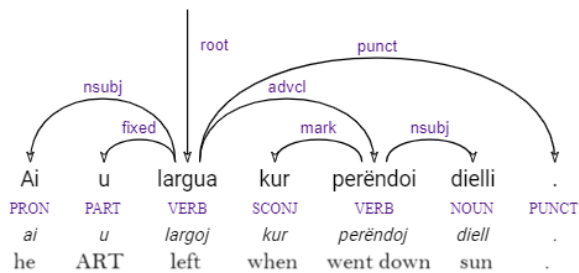 root
punct
nsubj
advcl
fixed
mark
nsubj
Ai u largua kur perëndoi dielli .
PRON PART VERB SCONJ VERB NOUN PUNCT
ai u largoj kur perëndoj diell .
he ART left when went down sun .